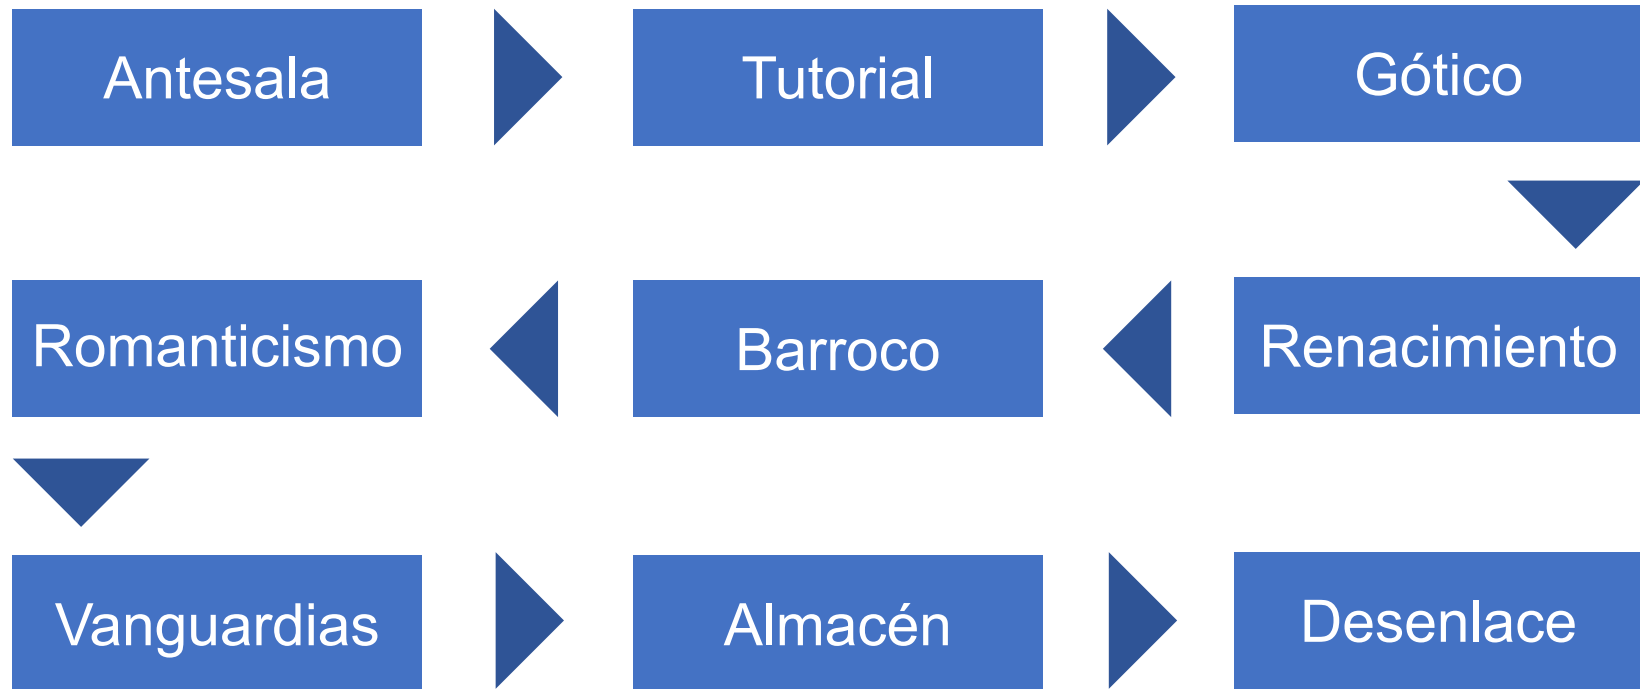 Antesala
Tutorial
Gótico
Renacimiento
Barroco
Romanticismo
Vanguardias
Almacén
Desenlace